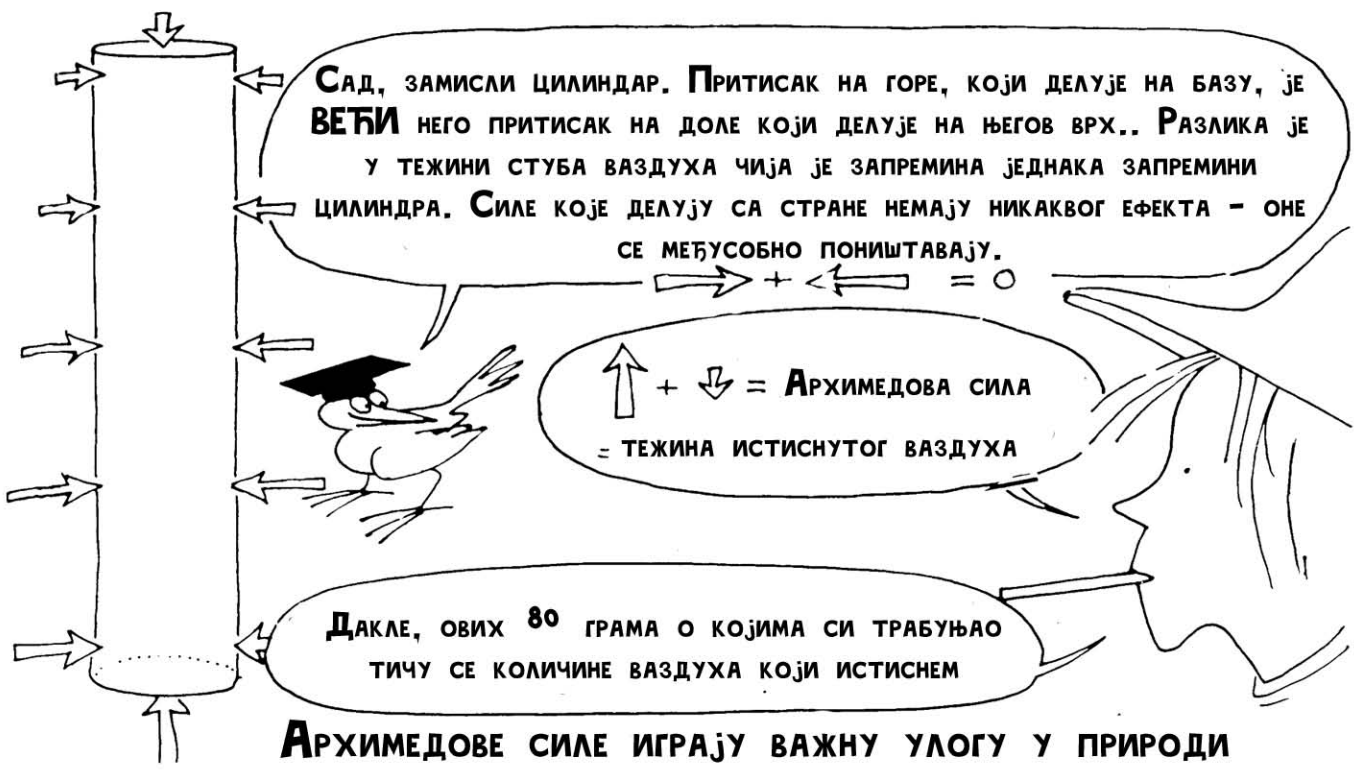 Сад, замисли цилиндар. Притисак на горе, који делује на базу, је
ВЕЋИ него притисак на доле који делује на његов врх.. Разлика је
у тежини стуба ваздуха чија је запремина једнака запремини
цилиндра. Силе које делују са стране немају никаквог ефекта – оне
се међусобно поништавају.
+ = 0
+ = Архимедова сила
= тежина истиснутог ваздуха
Дакле, ових 80 грама о којима си трабуњао
тичу се количине ваздуха који истиснем
Архимедове силе играју важну улогу у природи